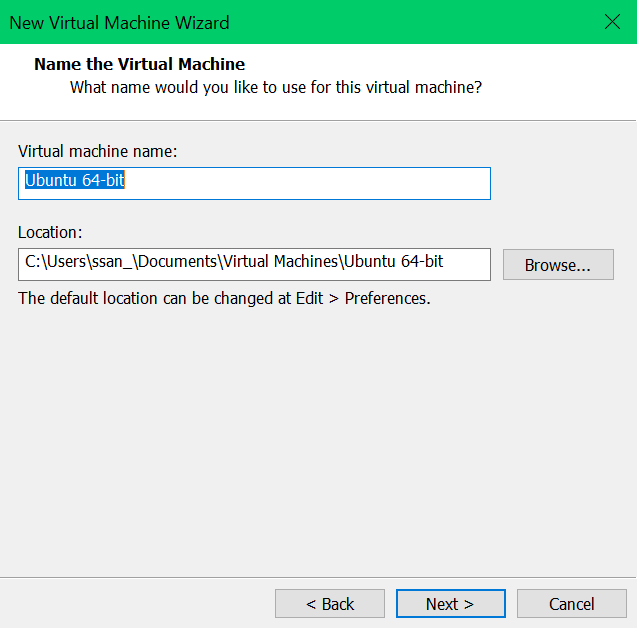 New Virtual Machine Wizard
Name the Virtual Machine
What name would you like to use for this virtual machine?
Virtual machine name:
Ubuntu 64-bit
Location:
C:\Users\ssan_\Documents\Virtual Machines\Ubuntu 64-bit
Browse...
The default location can be changed at Edit > Preferences.
< Back
Next >
Cancel